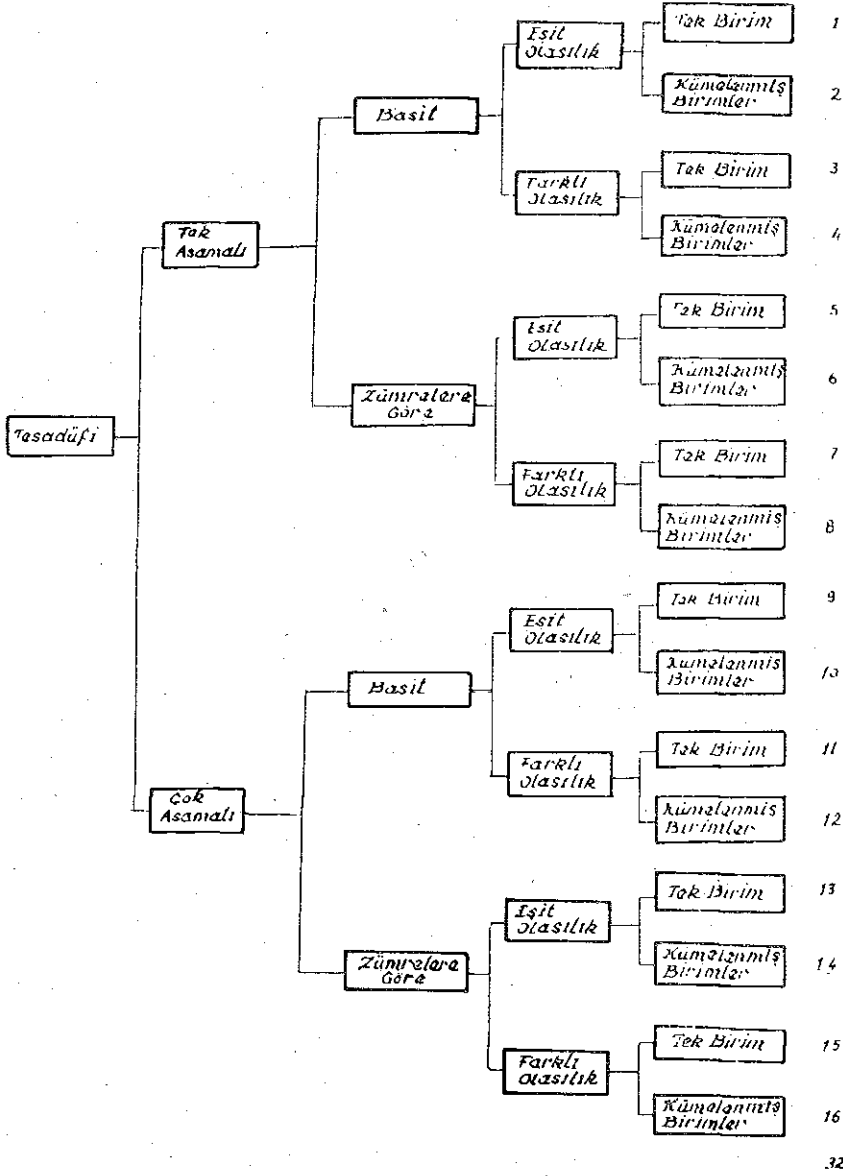 Tesadüfi
Tek
Aşamalı
Çok
Aşamalı
Basit
Zümrelere
Göre
Basit
Zümrelere
Göre
Eşit
Olasılık
Farklı
Olasılık
Eşit
Olasılık
Farklı
Olasılık
Eşit
Olasılık
Farklı
Olasılık
Eşit
Olasılık
Farklı
Olasılık
Tek Birim 1
Kümelenmiş
Birimler 2
Tek Birim 3
Kümelenmiş
Birimler 4
Tek Birim 5
Kümelenmiş
Birimler 6
Tek Birim 7
Kümelenmiş
Birimler 8
Tek Birim 9
Kümelenmiş
Birimler 10
Tek Birim 11
Kümelenmiş
Birimler 12
Tek Birim 13
Kümelenmiş
Birimler 14
Tek Birim 15
Kümelenmiş
Birimler 16
32